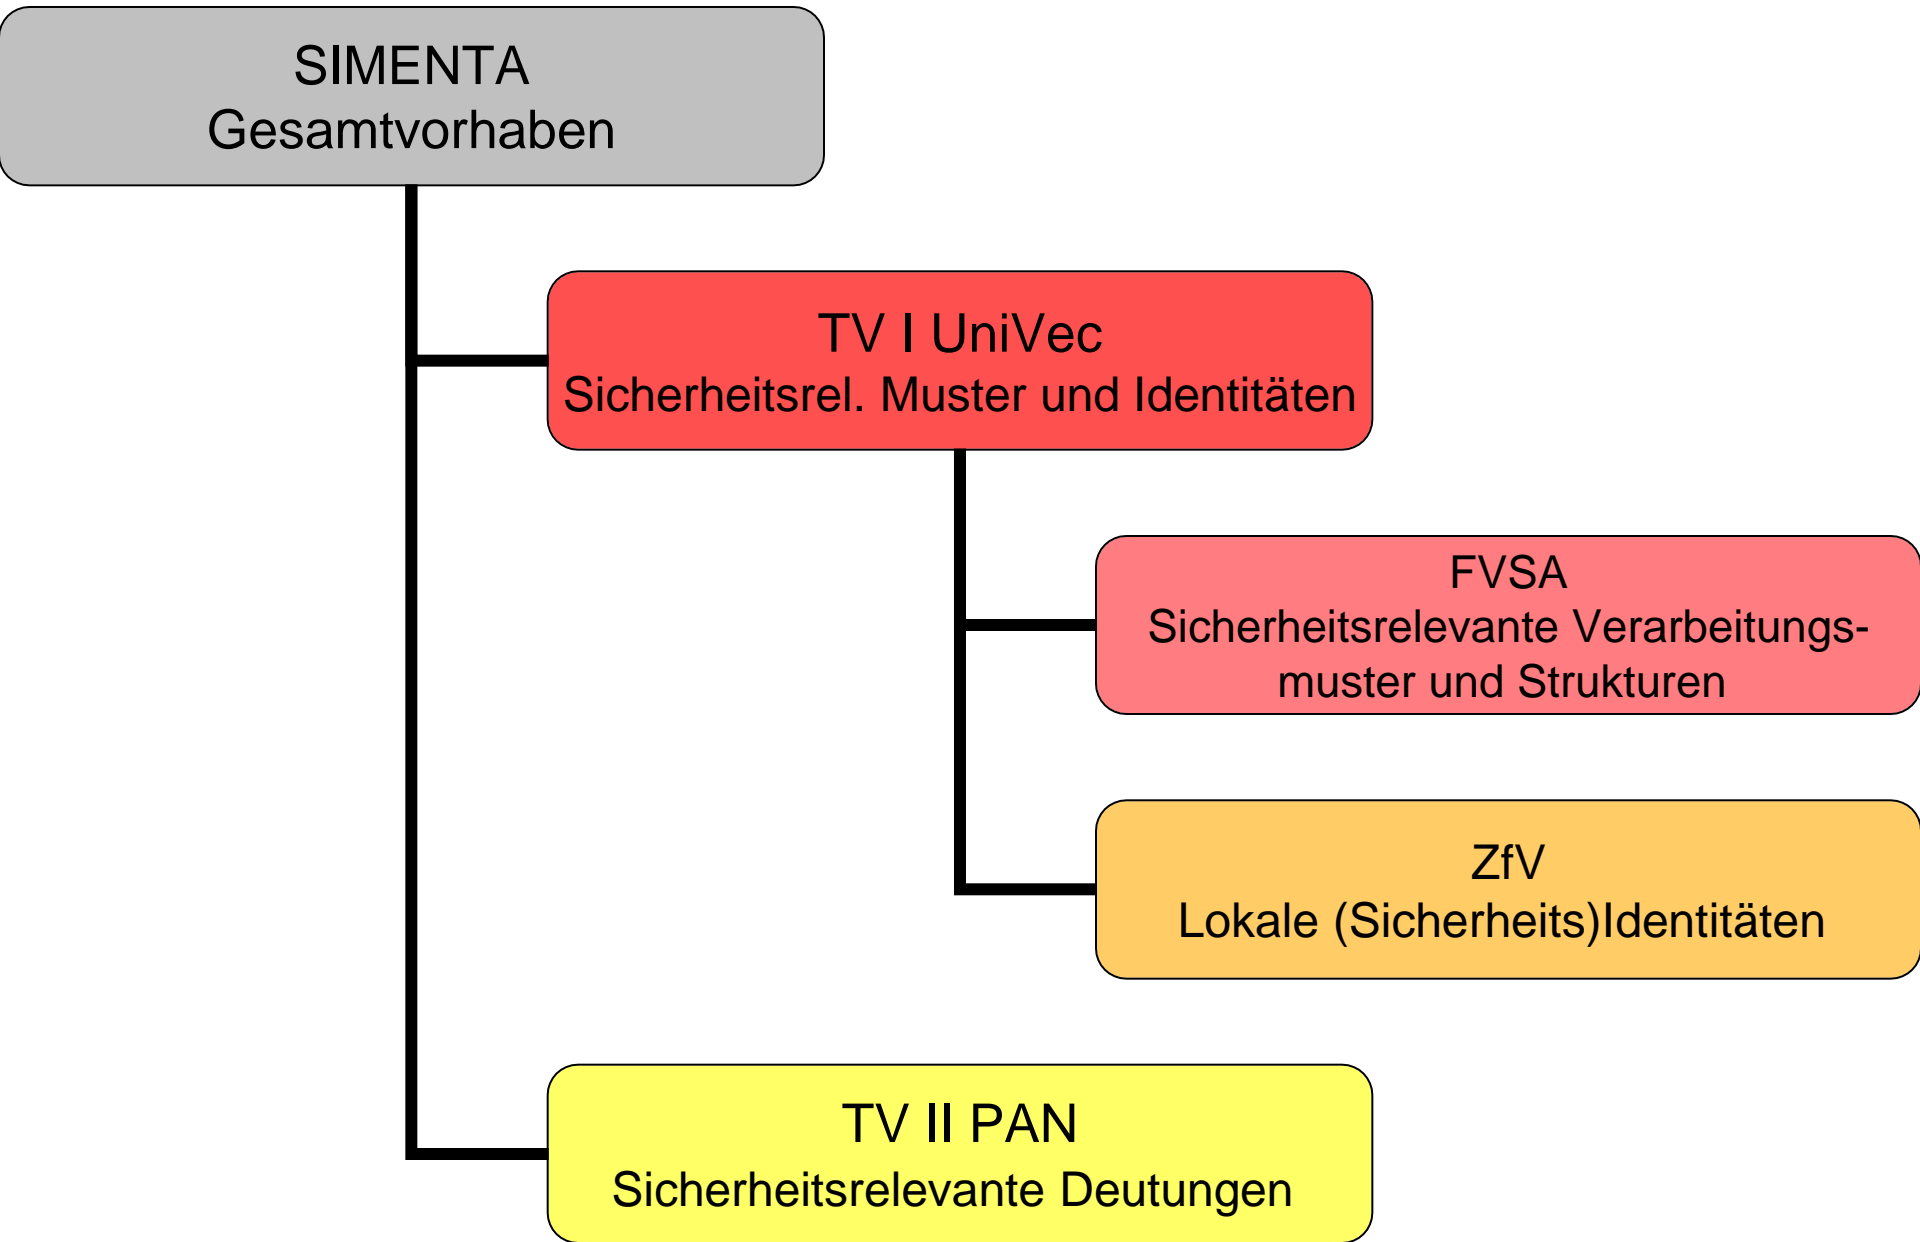 SIMENTA
Gesamtvorhaben
TV I UniVec
Sicherheitsrel. Muster und Identitäten
FVSA
Sicherheitsrelevante Verarbeitungs-
muster und Strukturen
ZfV
Lokale (Sicherheits)Identitäten
TV II PAN
Sicherheitsrelevante Deutungen